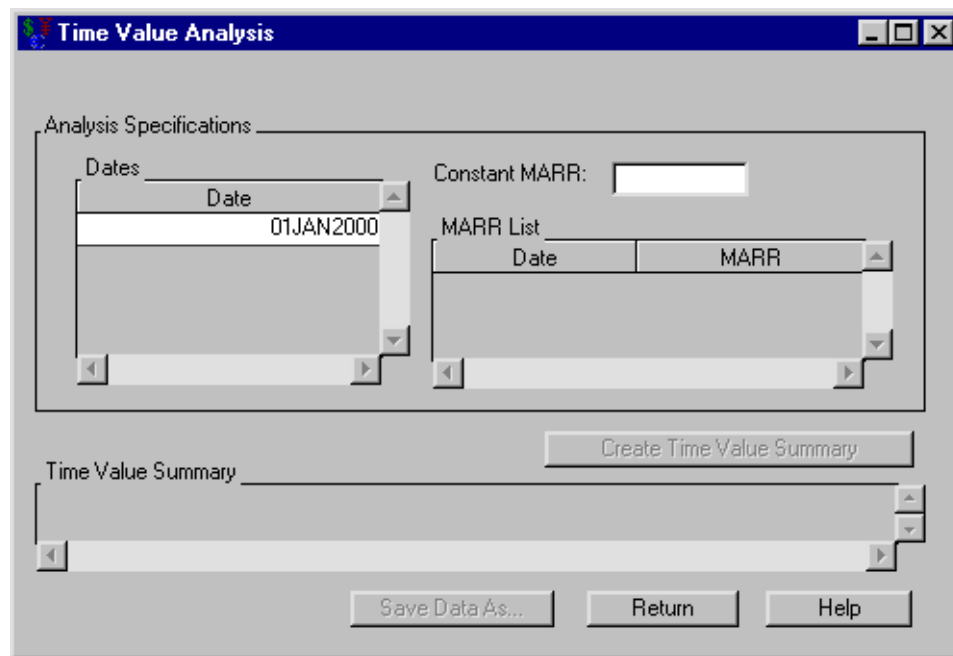 Time Value Analysis
Analysis Specifications
Dates
Date
01JAN2000
Constant MARR:
MARR List
Date MARR
Create Time Value Summary
Time Value Summary
Save Data As... Return Help